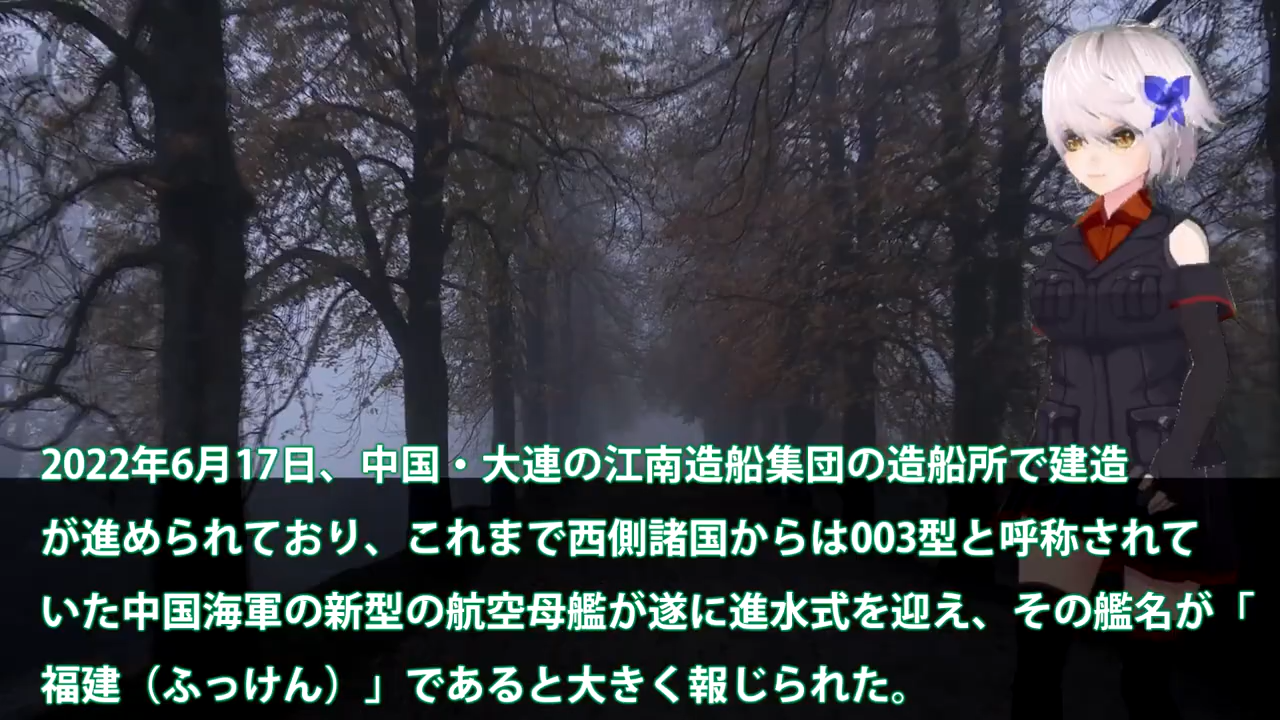 2022年6月17日、中国・大連の江南造船集団の造船所で建造
が進められており、これまで西側諸国からは003型と呼称されて
いた中国海軍の新型の航空母艦が遂に進水式を迎え、その艦名が「
福建（ふっけん）」であると大きく報じられた。